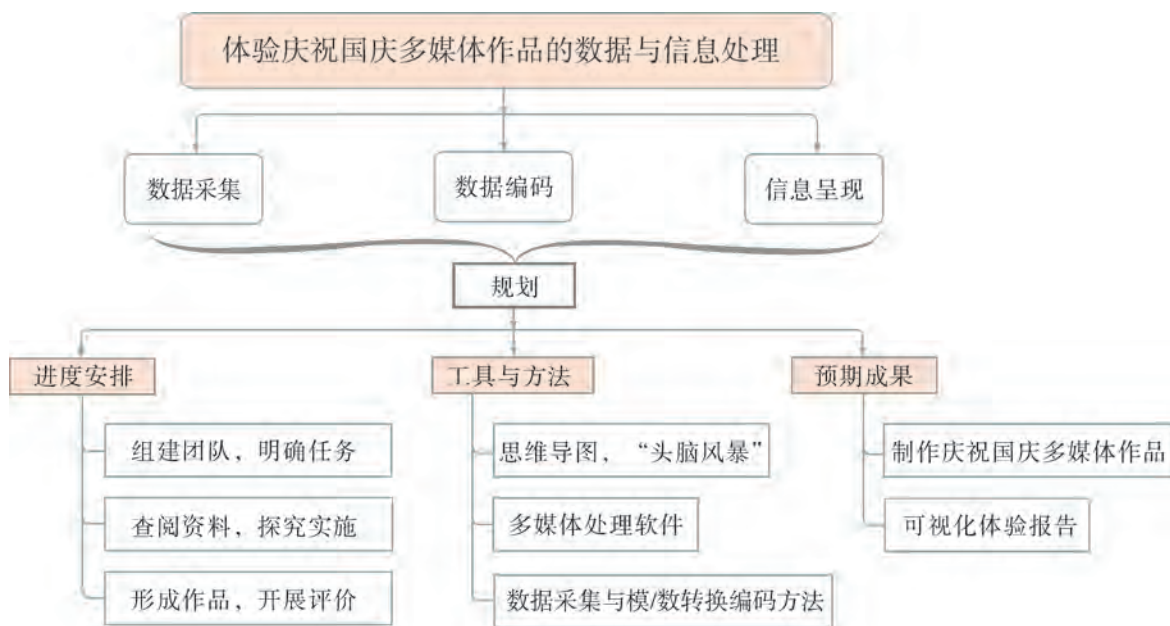 体验庆祝国庆多媒体作品的数据与信息处理
数据采集
数据编码
信息呈现
规划
进度安排
组建团队，明确任务
查阅资料，探究实施
形成作品，开展评价
工具与方法
思维导图，“头脑风暴”
多媒体处理软件
数据采集与模/数转换编码方法
预期成果
制作庆祝国庆多媒体作品
可视化体验报告